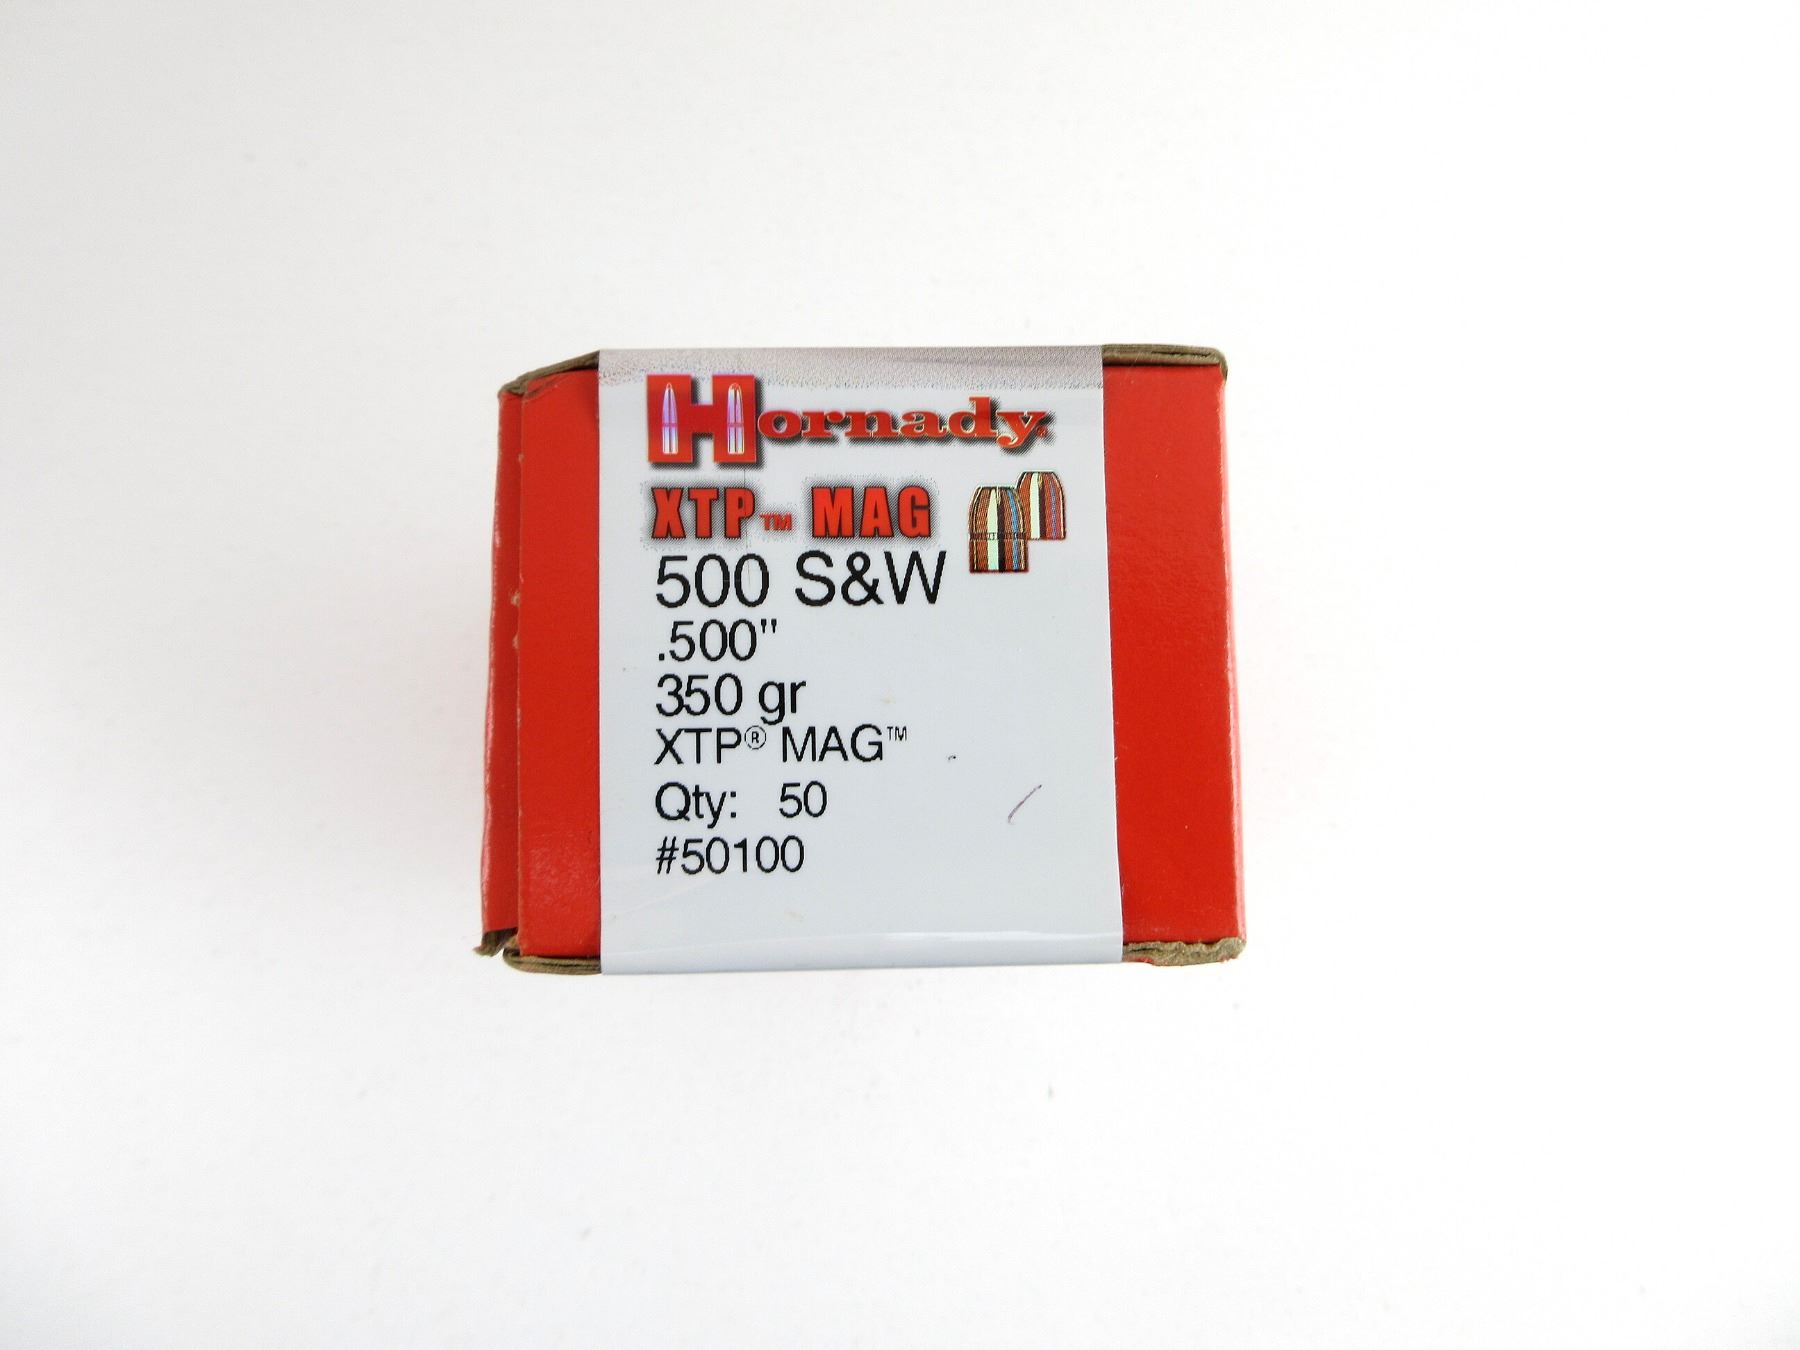 Hornady®
XTP™ MAG
500 S&W
.500"
350 gr
XTP® MAG™
Qty: 50
#50100